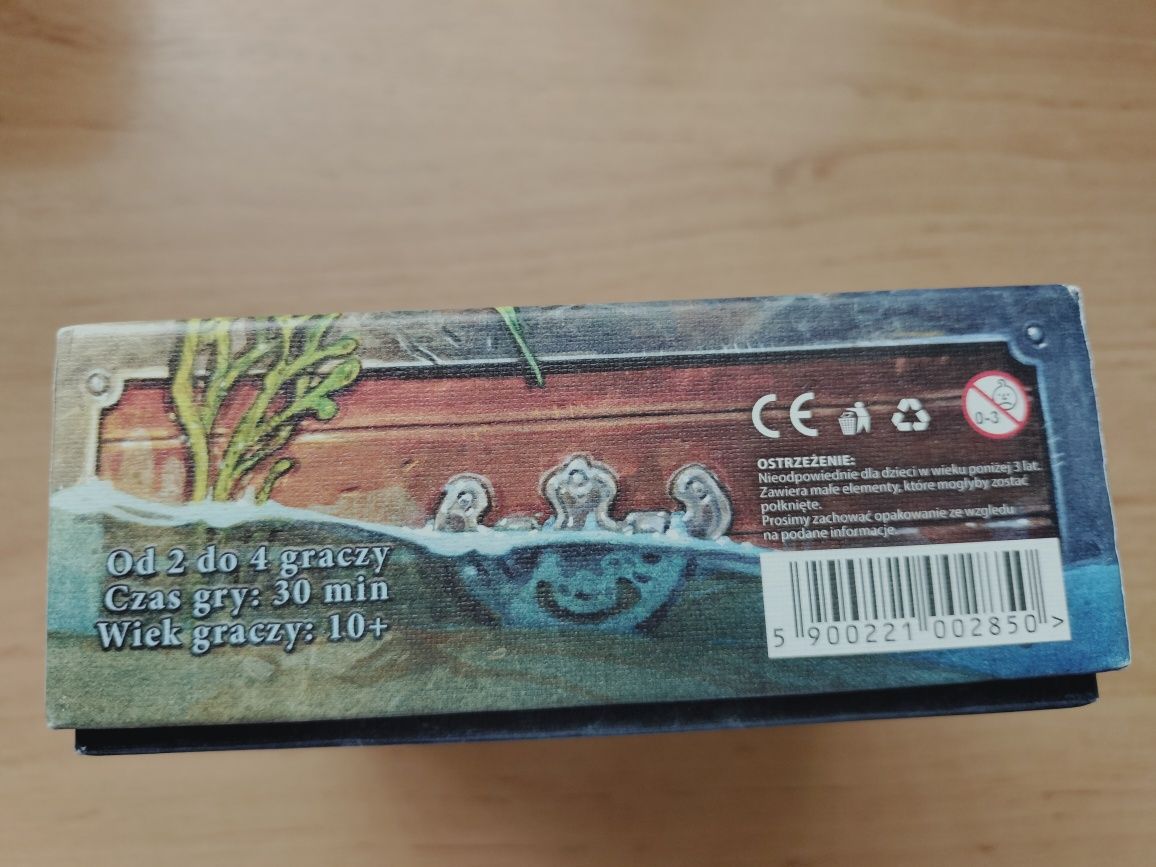 Od 2 do 4 graczy
Czas gry: 30 min
Wiek graczy: 10+
CE
0-3
OSTRZEŻENIE:
Nieodpowiednie dla dzieci w wieku poniżej 3 lat.
Zawiera małe elementy, które mogłyby zostać
połknięte.
Prosimy zachować opakowanie ze względu
na podane informacje.
5 900221 002850 >